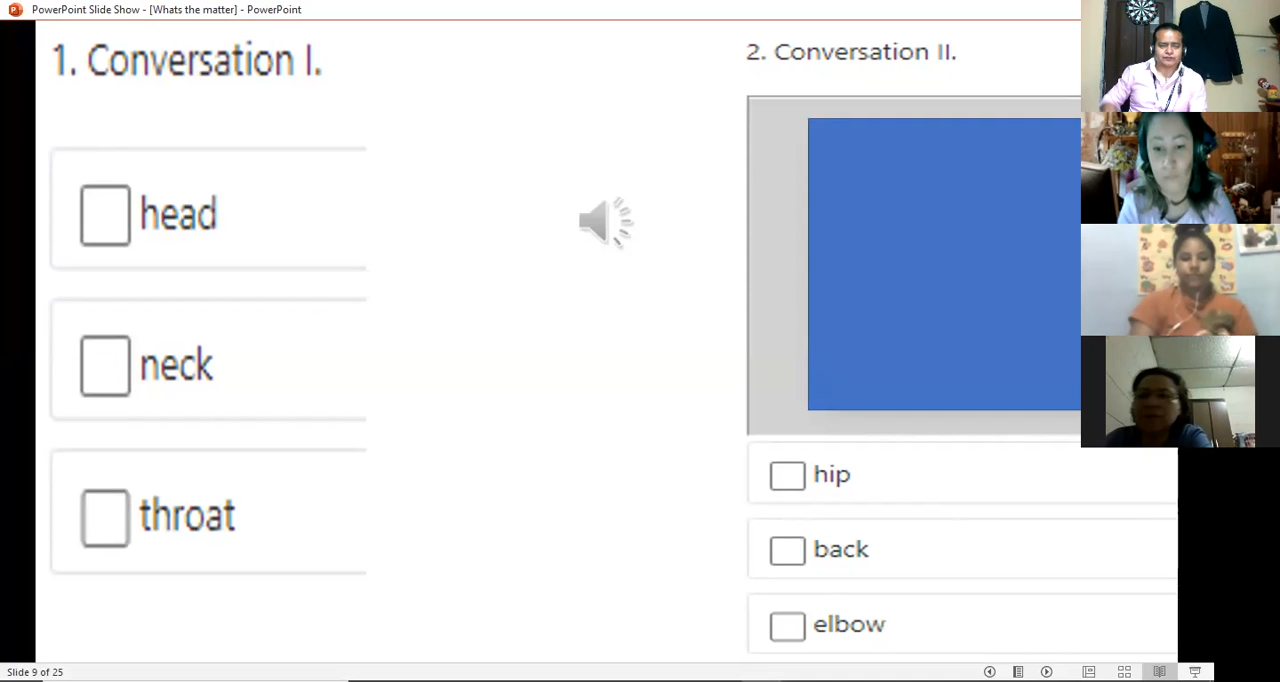 PowerPoint Slide Show - [Whats the matter] - PowerPoint
1. Conversation I.
head
neck
throat
2. Conversation II.
hip
back
elbow
Slide 9 of 25